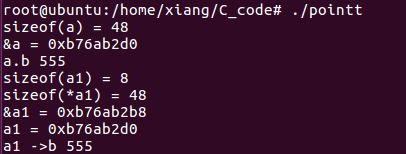 root@ubuntu:/home/xiang/C_code# ./pointt
sizeof(a) = 48
&a = 0xb76ab2d0
a.b 555
sizeof(a1) = 8
sizeof(*a1) = 48
&a1 = 0xb76ab2b8
a1 = 0xb76ab2d0
a1 ->b 555